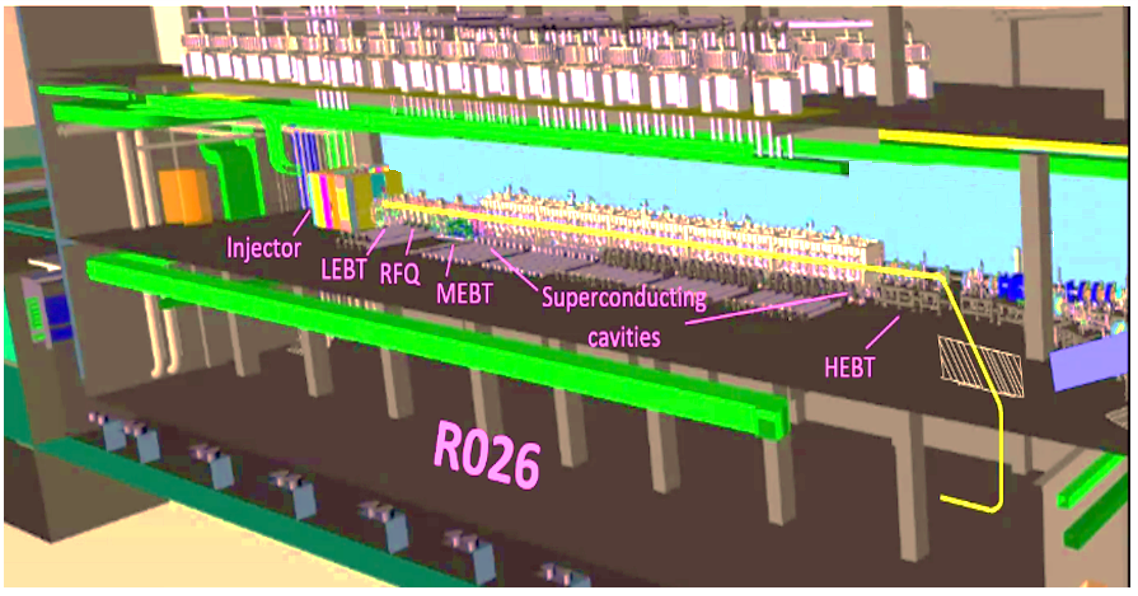 Injector
LEBT
RFQ
MEBT
Superconducting
cavities
HEBT
R026